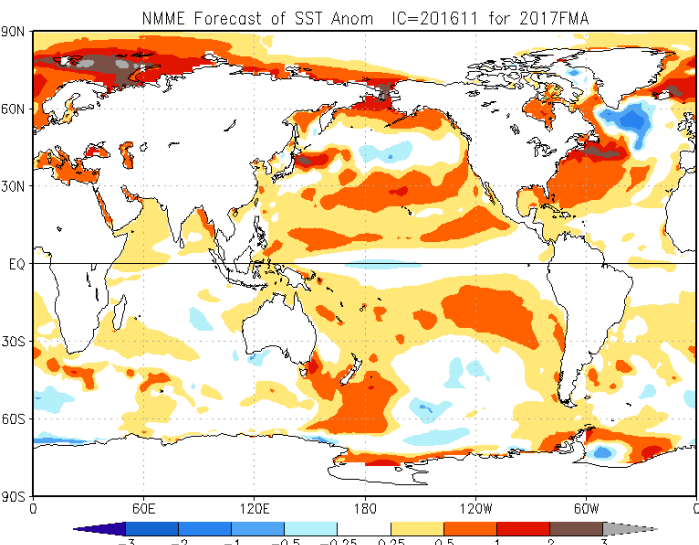 NMME Forecast of SST Anom IC=201611 for 2017FMA
90N
60N
30N
EQ
30S
60S
90S
0 60E 120E 180 120W 60W 0
-3 -2 -1 -0.5 -0.25 0.25 0.5 1 2 3